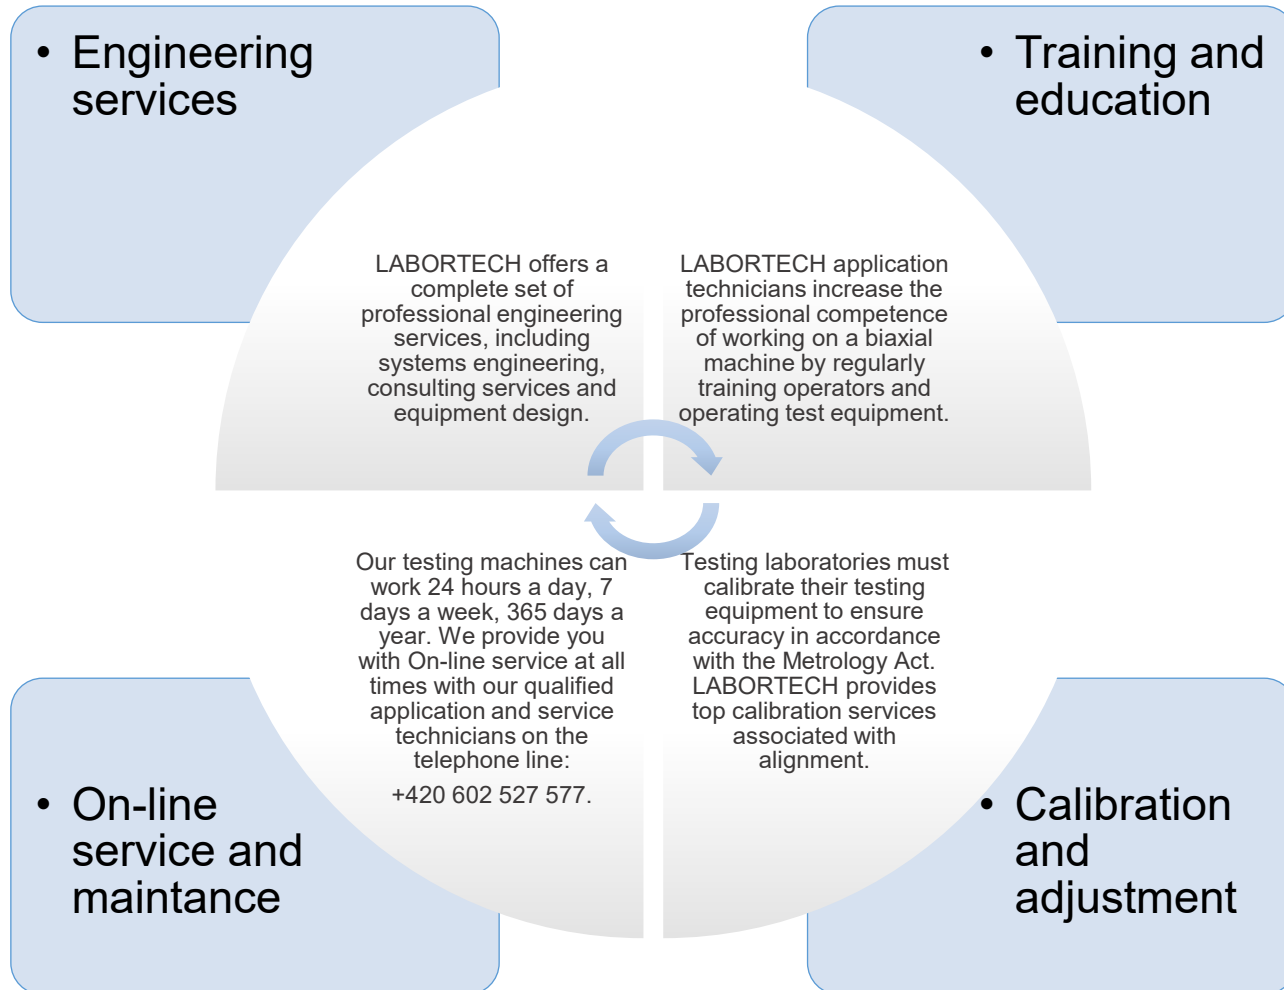 • Engineering
services
• Training and
education
LABORTECH offers a
complete set of
professional engineering
services, including
systems engineering,
consulting services and
equipment design.
LABORTECH application
technicians increase the
professional competence
of working on a biaxial
machine by regularly
training operators and
operating test equipment.
Our testing machines can
work 24 hours a day, 7
days a week, 365 days a
year. We provide you
with On-line service at all
times with our qualified
application and service
technicians on the
telephone line:
+420 602 527 577.
Testing laboratories must
calibrate their testing
equipment to ensure
accuracy in accordance
with the Metrology Act.
LABORTECH provides
top calibration services
associated with
alignment.
• On-line
service and
maintance
• Calibration
and
adjustment